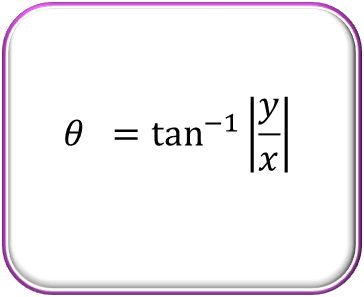 θ = tan⁻¹ |y/x|